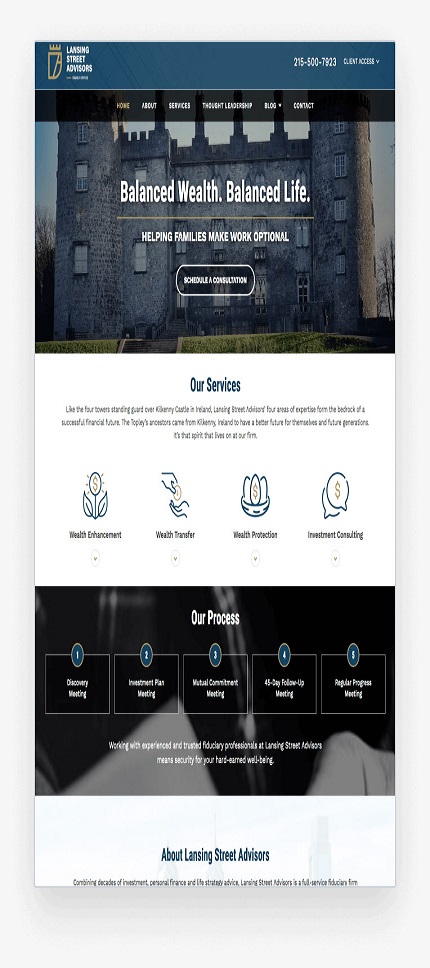 LANSING
STREET
ADVISORS
215-500-7923 CLIENT ACCESS
HOME ABOUT SERVICES THOUGHT LEADERSHIP BLOG CONTACT
Balanced Wealth. Balanced Life.
HELPING FAMILIES MAKE WORK OPTIONAL
SCHEDULE A CONSULTATION
Our Services
Like the four towers standing guard over Kilkenny Castle in Ireland, Lansing Street Advisors' four areas of expertise form the bedrock of a
successful financial future. The Topley's ancestors came from Kilkenny, Ireland to have a better future for themselves and future generations.
It's that spirit that lives on at our firm.
Wealth Enhancement
Wealth Transfer
Wealth Protection
Investment Consulting
Our Process
1
Discovery
Meeting
2
Investment Plan
Meeting
3
Mutual Commitment
Meeting
4
45-Day Follow-Up
Meeting
5
Regular Progress
Meeting
Working with experienced and trusted fiduciary professionals at Lansing Street Advisors
means security for your hard-earned well-being.
About Lansing Street Advisors
Combining decades of investment, personal finance and life strategy advice, Lansing Street Advisors is a full-service fiduciary firm